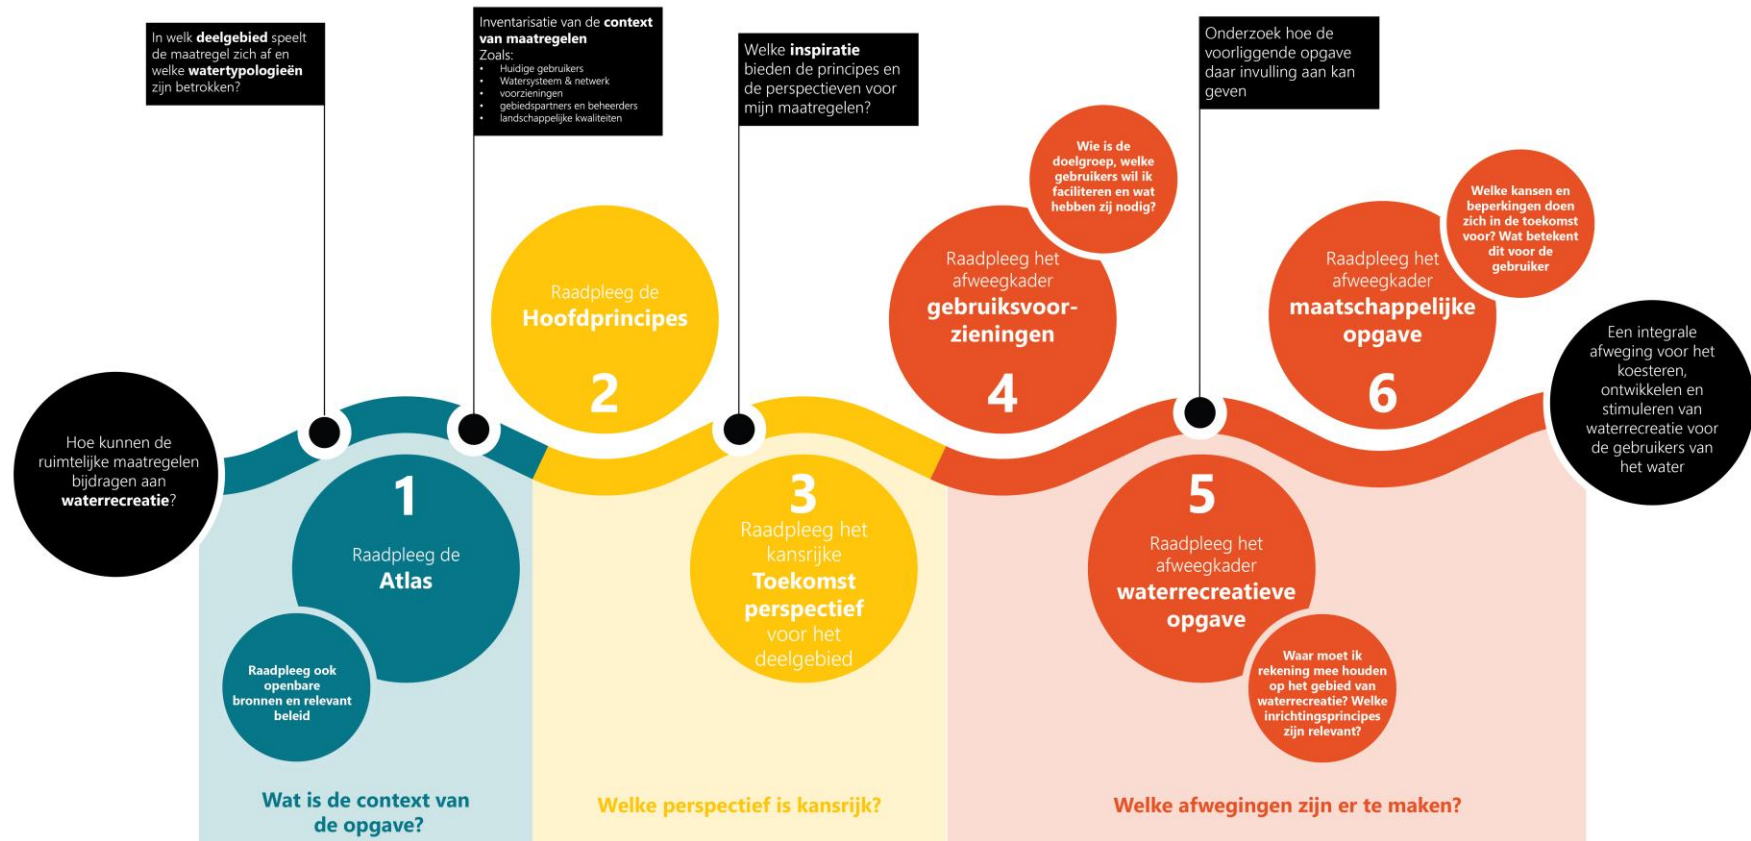 In welk deelgebied speelt
de maatregel zich af en
welke watertypologieën
zijn betrokken?
Inventarisatie van de context
van maatregelen
Zoals:
• Huidige gebruikers
• Watersysteem & netwerk
• voorzieningen
• gebiedspartners en beheerders
• landschappelijke kwaliteiten
Welke inspiratie
bieden de principes en
de perspectieven voor
mijn maatregelen?
Onderzoek hoe de
voorliggende opgave
daar invulling aan kan
geven
Hoe kunnen de
ruimtelijke maatregelen
bijdragen aan
waterrecreatie?
1
Raadpleeg de
Atlas
Raadpleeg ook
openbare
bronnen en relevant
beleid
Wat is de context van
de opgave?
Raadpleeg de
Hoofdprincipes
2
3
Raadpleeg het
kansrijke
Toekomst
perspectief
voor het
deelgebied
Welke perspectief is kansrijk?
Wie is de
doelgroep, welke
gebruikers wil ik
faciliteren en wat
hebben zij nodig?
Raadpleeg het
afweegkader
gebruiksvoor-
zieningen
4
5
Raadpleeg het
afweegkader
waterrecreatieve
opgave
Waar moet ik
rekening mee houden
op het gebied van
waterrecreatie? Welke
inrichtingsprincipes
zijn relevant?
Welke kansen en
beperkingen doen
zich in de toekomst
voor? Wat betekent
dit voor de
gebruiker
Raadpleeg het
afweegkader
maatschappelijke
opgave
6
Welke afwegingen zijn er te maken?
Een integrale
afweging voor het
koesteren,
ontwikkelen en
stimuleren van
waterrecreatie voor
de gebruikers van
het water